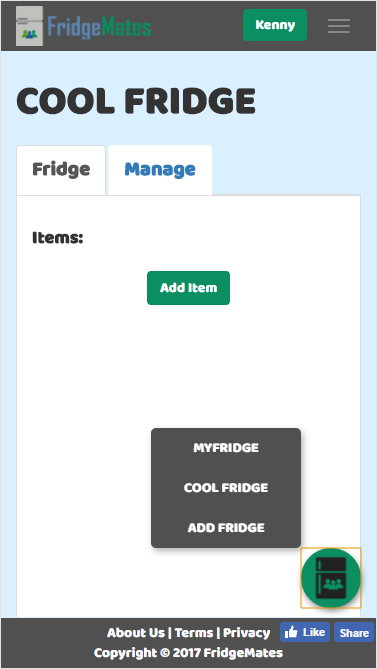 FridgeMates
Kenny
COOL FRIDGE
Fridge
Manage
Items:
Add Item
MYFRIDGE
COOL FRIDGE
ADD FRIDGE
About Us | Terms | Privacy
Like
Share
Copyright © 2017 FridgeMates